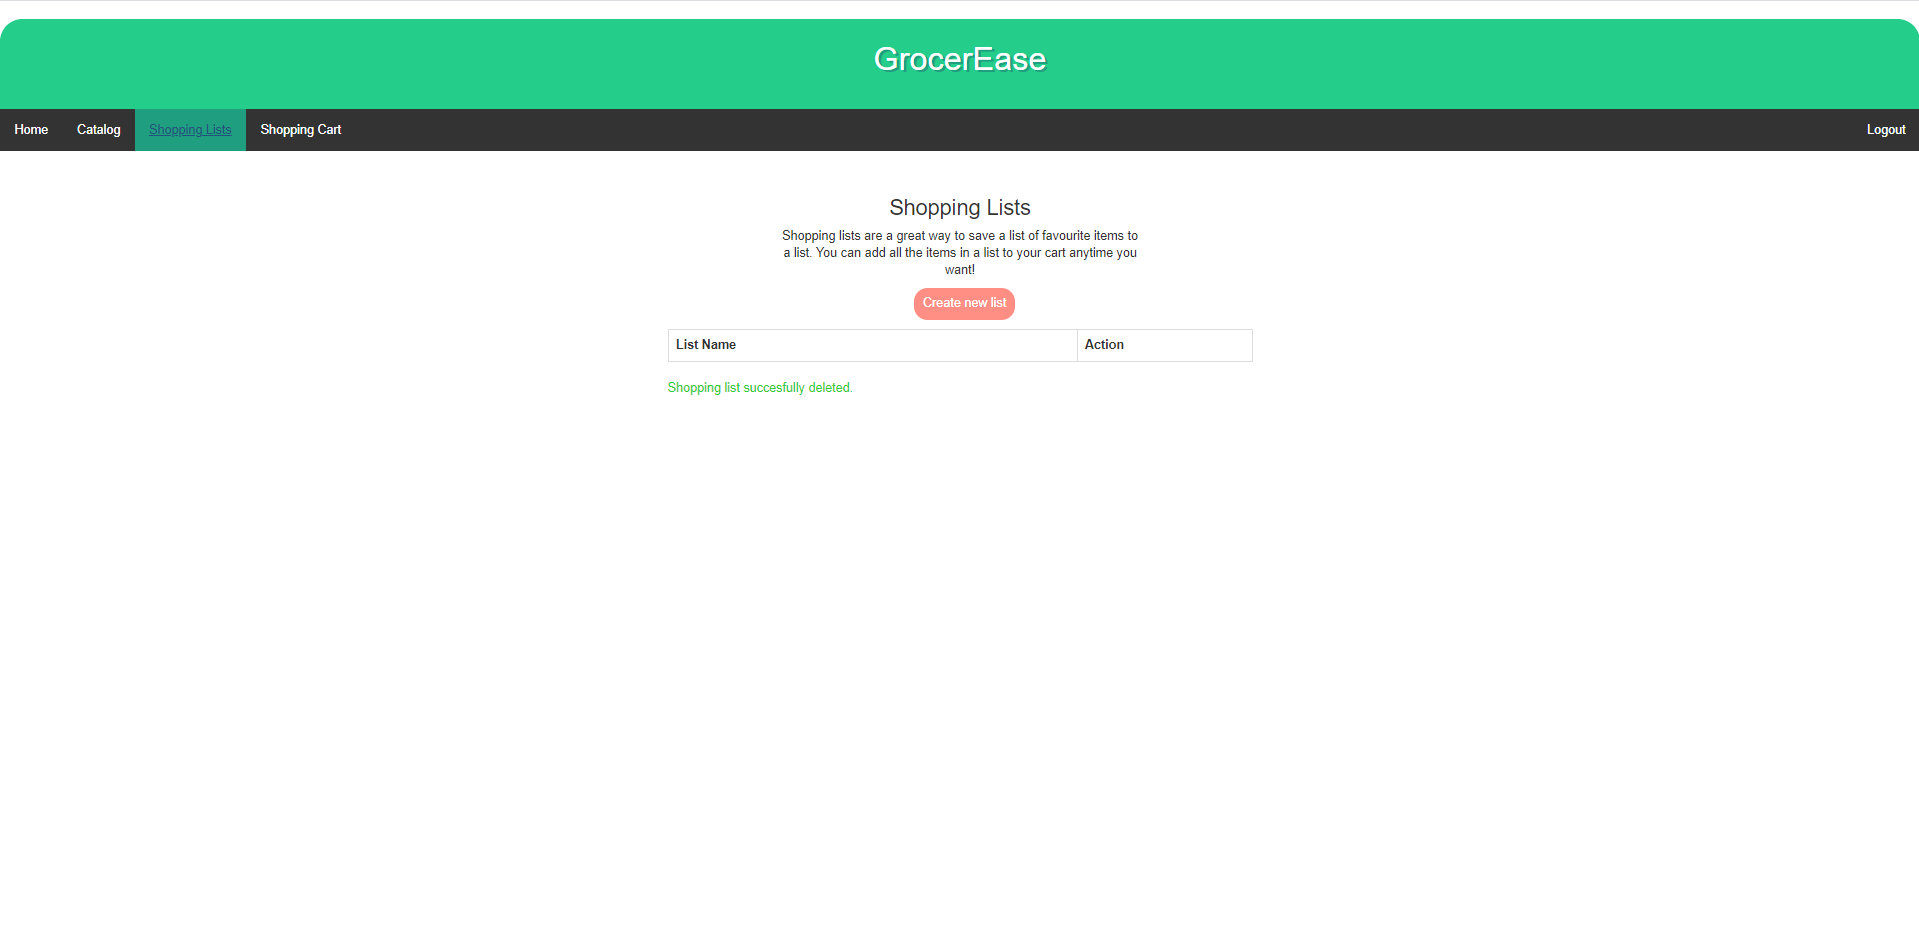 GrocerEase
Home Catalog Shopping Lists Shopping Cart Logout
Shopping Lists
Shopping lists are a great way to save a list of favourite items to
a list. You can add all the items in a list to your cart anytime you
want!
Create new list
List Name Action
Shopping list succesfully deleted.